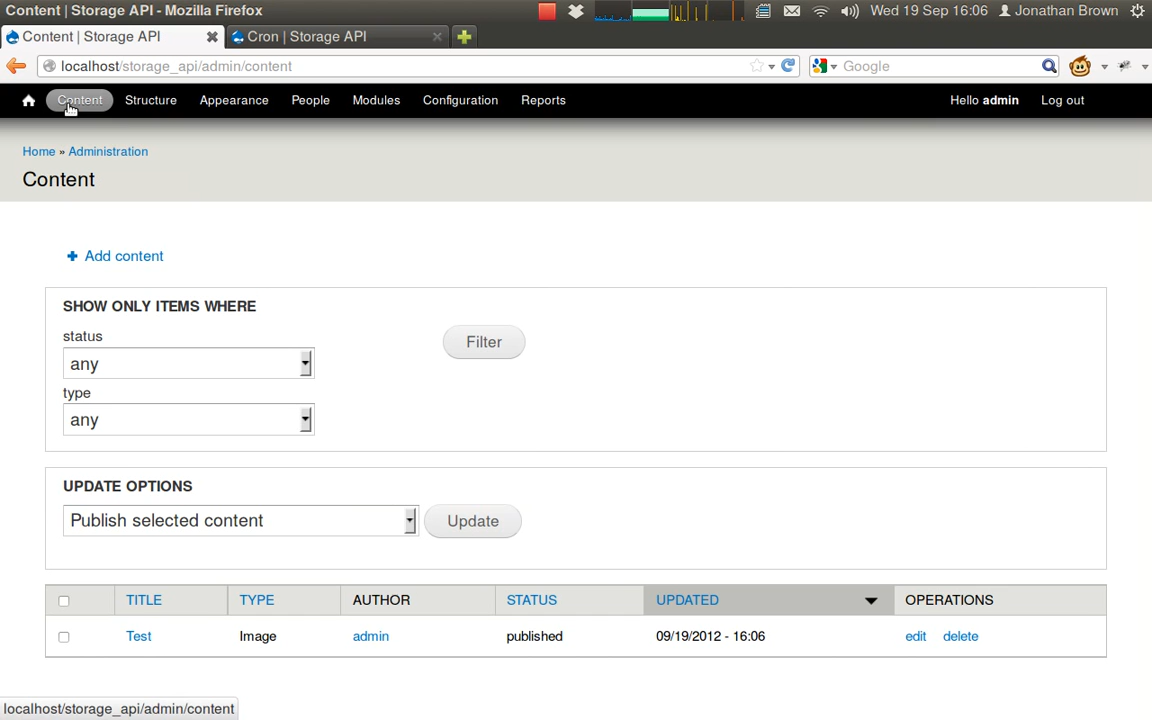 Content | Storage API - Mozilla Firefox
Wed 19 Sep 16:06 Jonathan Brown
Content | Storage API
Cron | Storage API
localhost/storage_api/admin/content
Google
Content Structure Appearance People Modules Configuration Reports
Hello admin Log out
Home » Administration
Content
Add content
SHOW ONLY ITEMS WHERE
status
any
Filter
type
any
UPDATE OPTIONS
Publish selected content
Update
TITLE TYPE AUTHOR STATUS UPDATED OPERATIONS
Test Image admin published 09/19/2012 - 16:06 edit delete
localhost/storage_api/admin/content